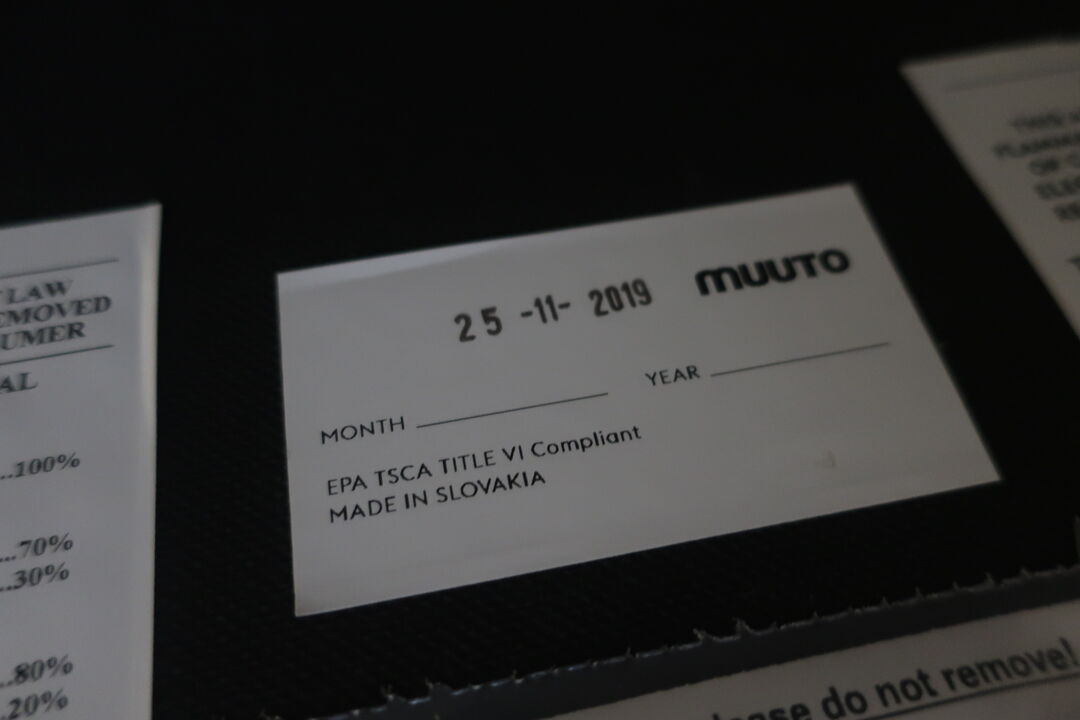 LAW
UMER
AL
...100%
...70%
...30%
...80%
...20%
25 -11- 2019
muuto
MONTH
YEAR
EPA TSCA TITLE VI Compliant
MADE IN SLOVAKIA
OF
do not remove!